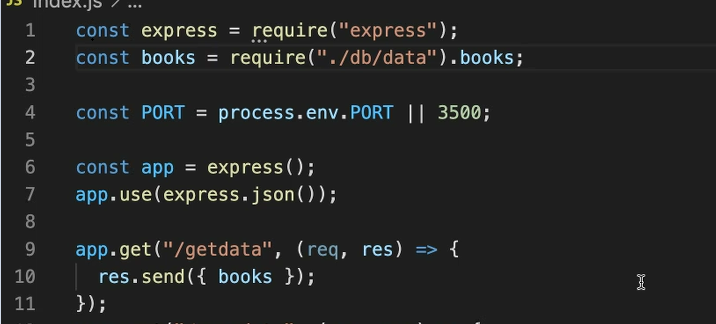 JS index.js > ...
1 const express = require("express");
2 const books = require("./db/data").books;
3
4 const PORT = process.env.PORT || 3500;
5
6 const app = express();
7 app.use(express.json());
8
9 app.get("/getdata", (req, res) => {
10 res.send({ books });
11 });